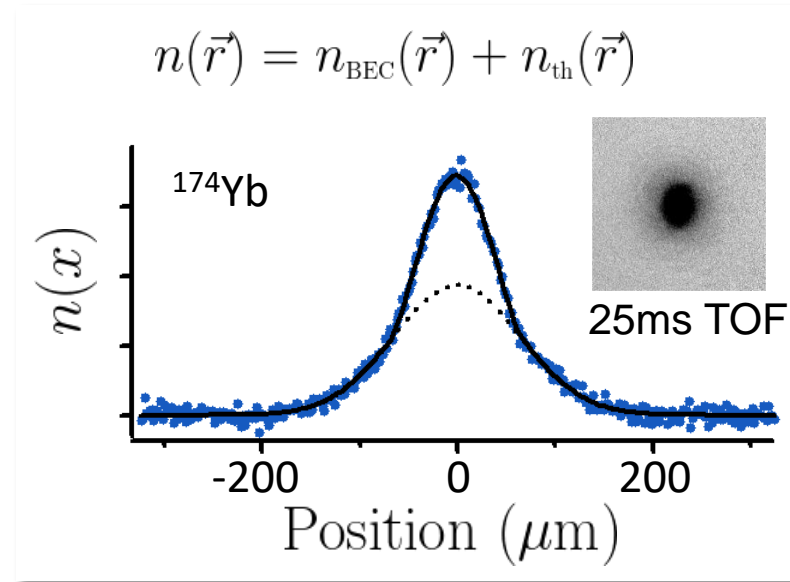 n(r⃗) = n_BEC(r⃗) + n_th(r⃗)
¹⁷⁴Yb
n(x)
25ms TOF
-200 0 200
Position (μm)